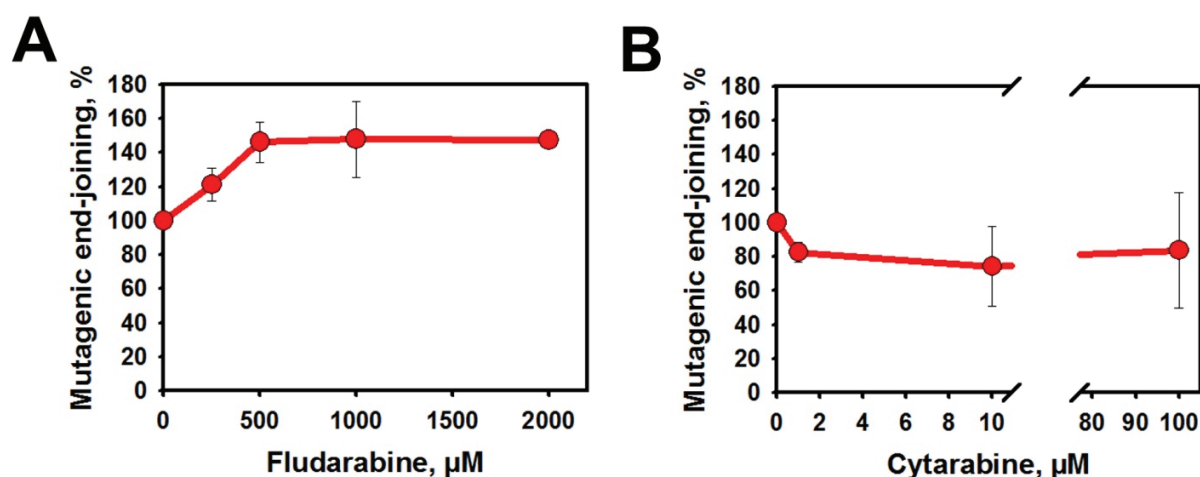 A
Mutagenic end-joining, %
180
160
140
120
100
80
60
40
20
0
0 500 1000 1500 2000
Fludarabine, µM
B
Mutagenic end-joining, %
180
160
140
120
100
80
60
40
20
0
0 2 4 6 8 10 80 90 100
Cytarabine, µM